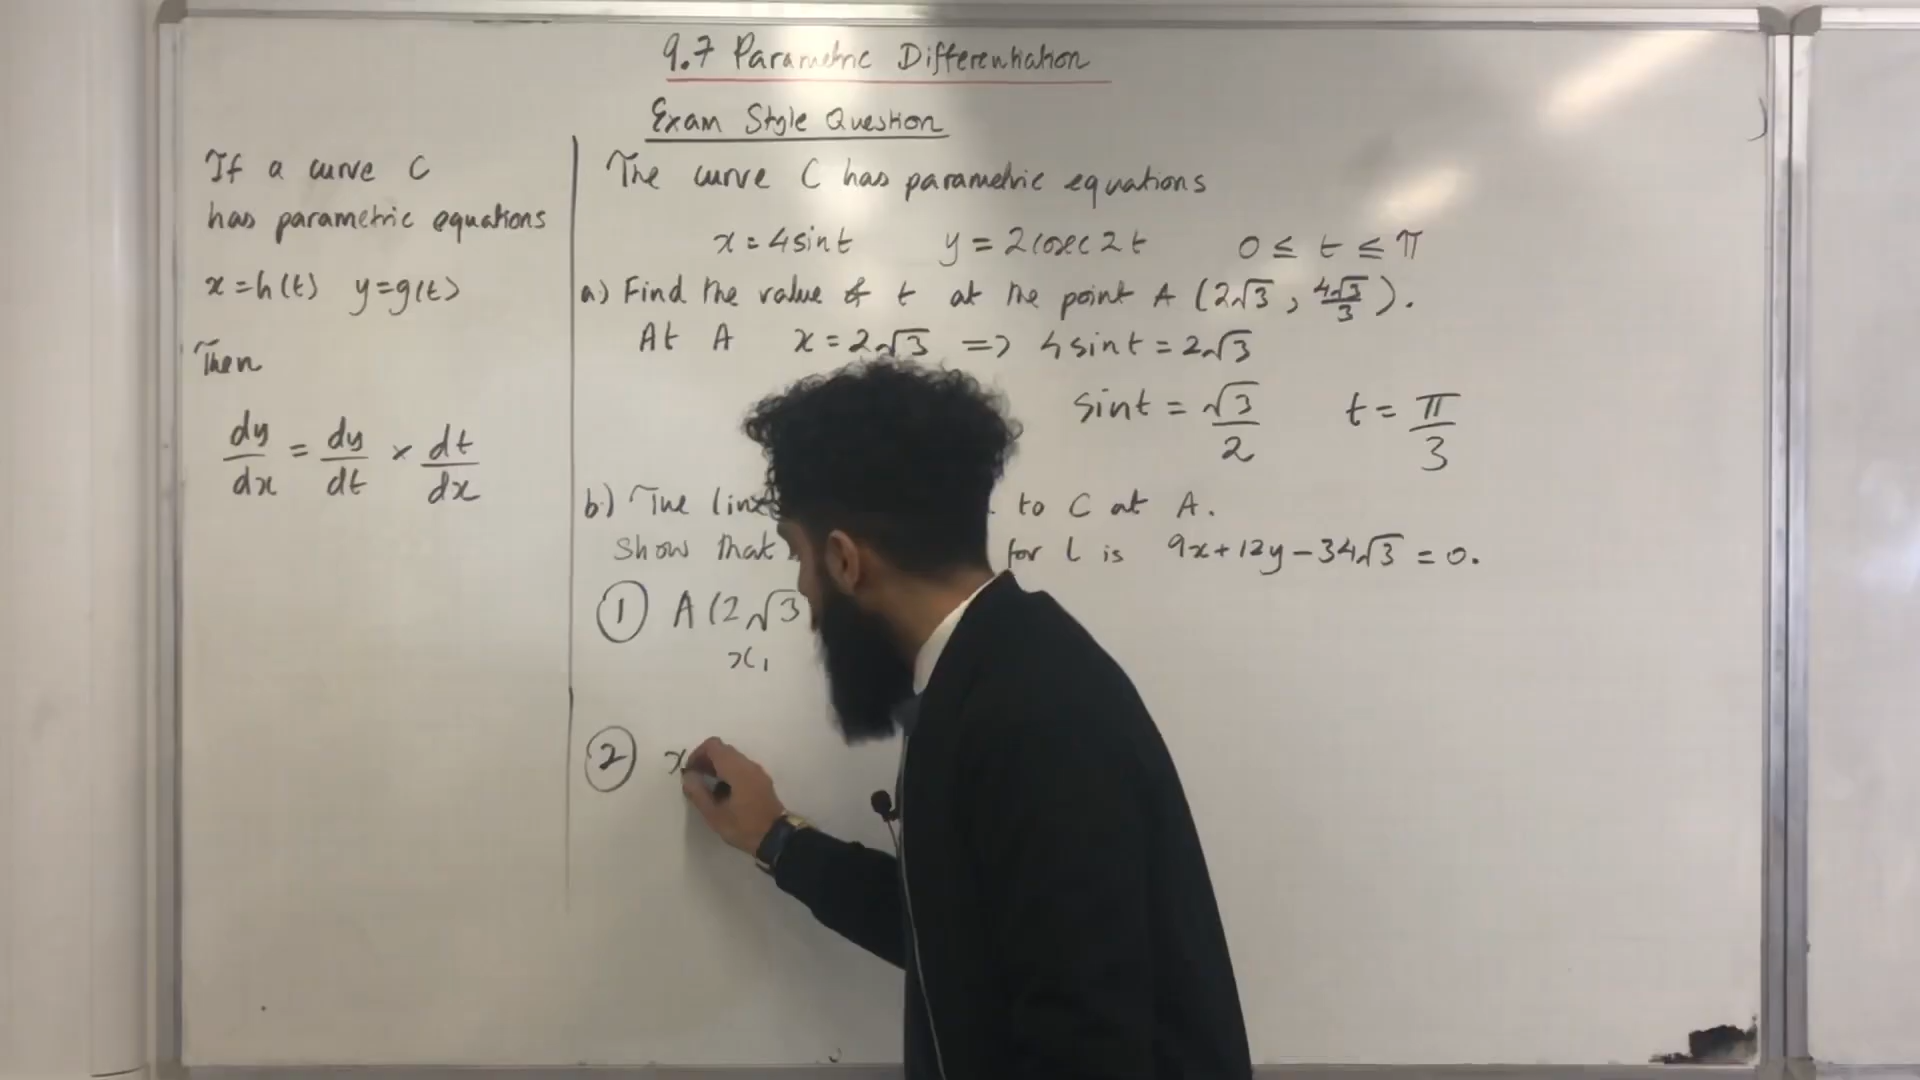 9.7 Parametric Differentiation
Exam Style Question
If a curve C
has parametric equations
x = h(t) y = g(t)
Then
dy/dx = dy/dt × dt/dx
The curve C has parametric equations
x = 4sint y = 2cosec2t 0 ≤ t ≤ π
a.) Find the value of t at the point A (2√3, 4√3/3).
At A x = 2√3 => 4sint = 2√3
sint = √3/2 t = π/3
b.) The line to C at A.
Show that for l is 9x+12y-34√3 = 0.
① A (2√3
x₁
② x